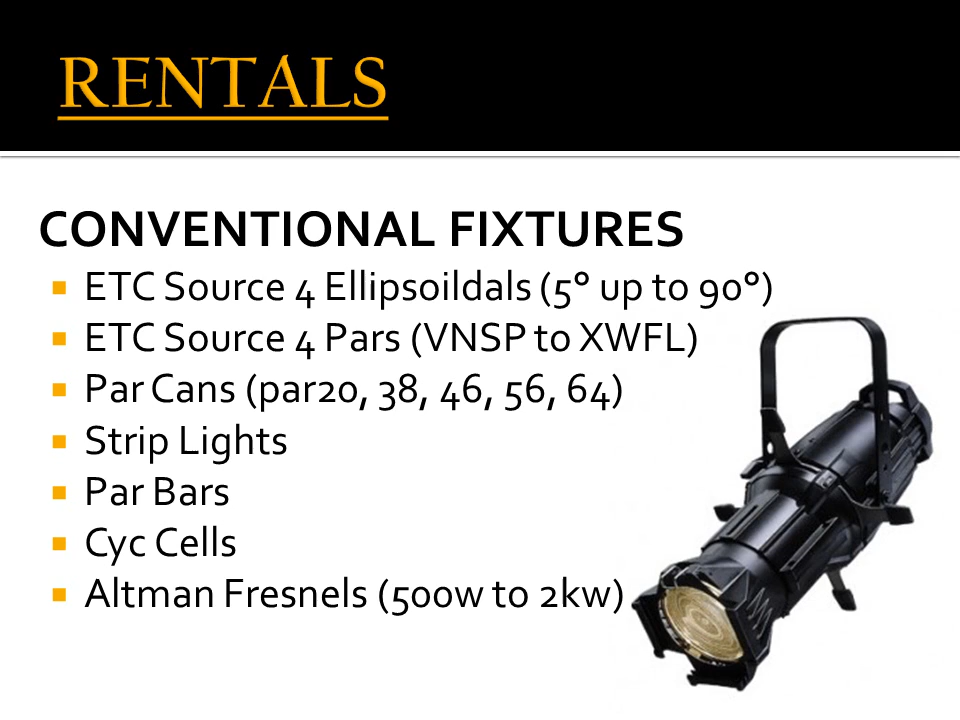 RENTALS
CONVENTIONAL FIXTURES
ETC Source 4 Ellipsoildals (5° up to 90°)
ETC Source 4 Pars (VNSP to XWFL)
Par Cans (par20, 38, 46, 56, 64)
Strip Lights
Par Bars
Cyc Cells
Altman Fresnels (500w to 2kw)